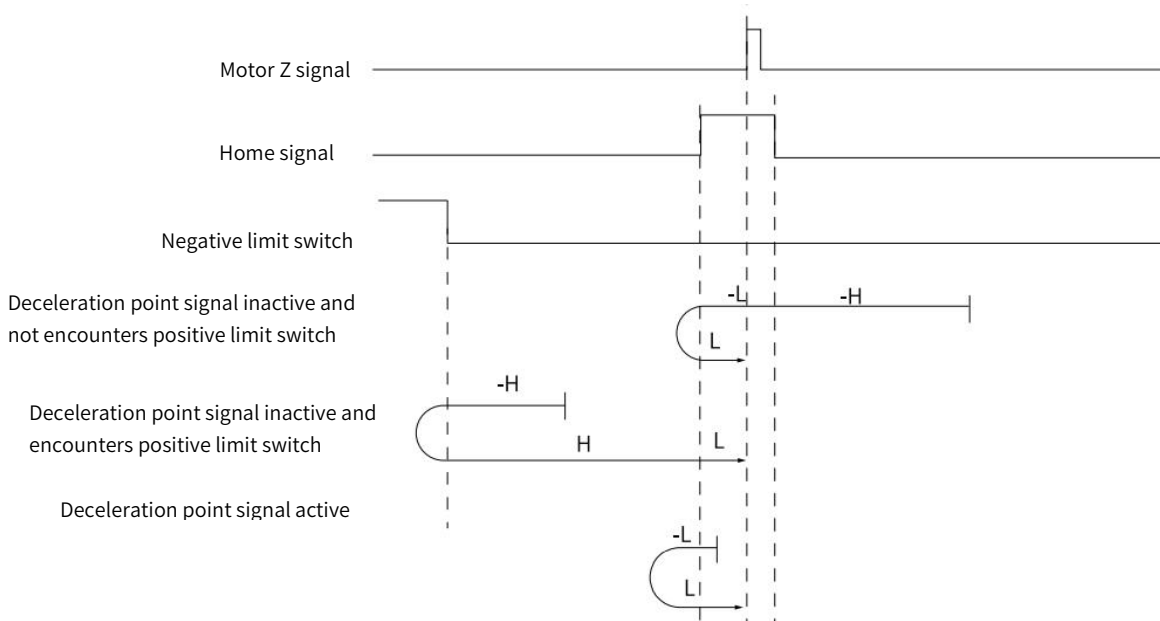 Motor Z signal
Home signal
Negative limit switch
Deceleration point signal inactive and
not encounters positive limit switch
-L
-H
L
-H
Deceleration point signal inactive and
encounters positive limit switch
H
L
Deceleration point signal active
-L
L